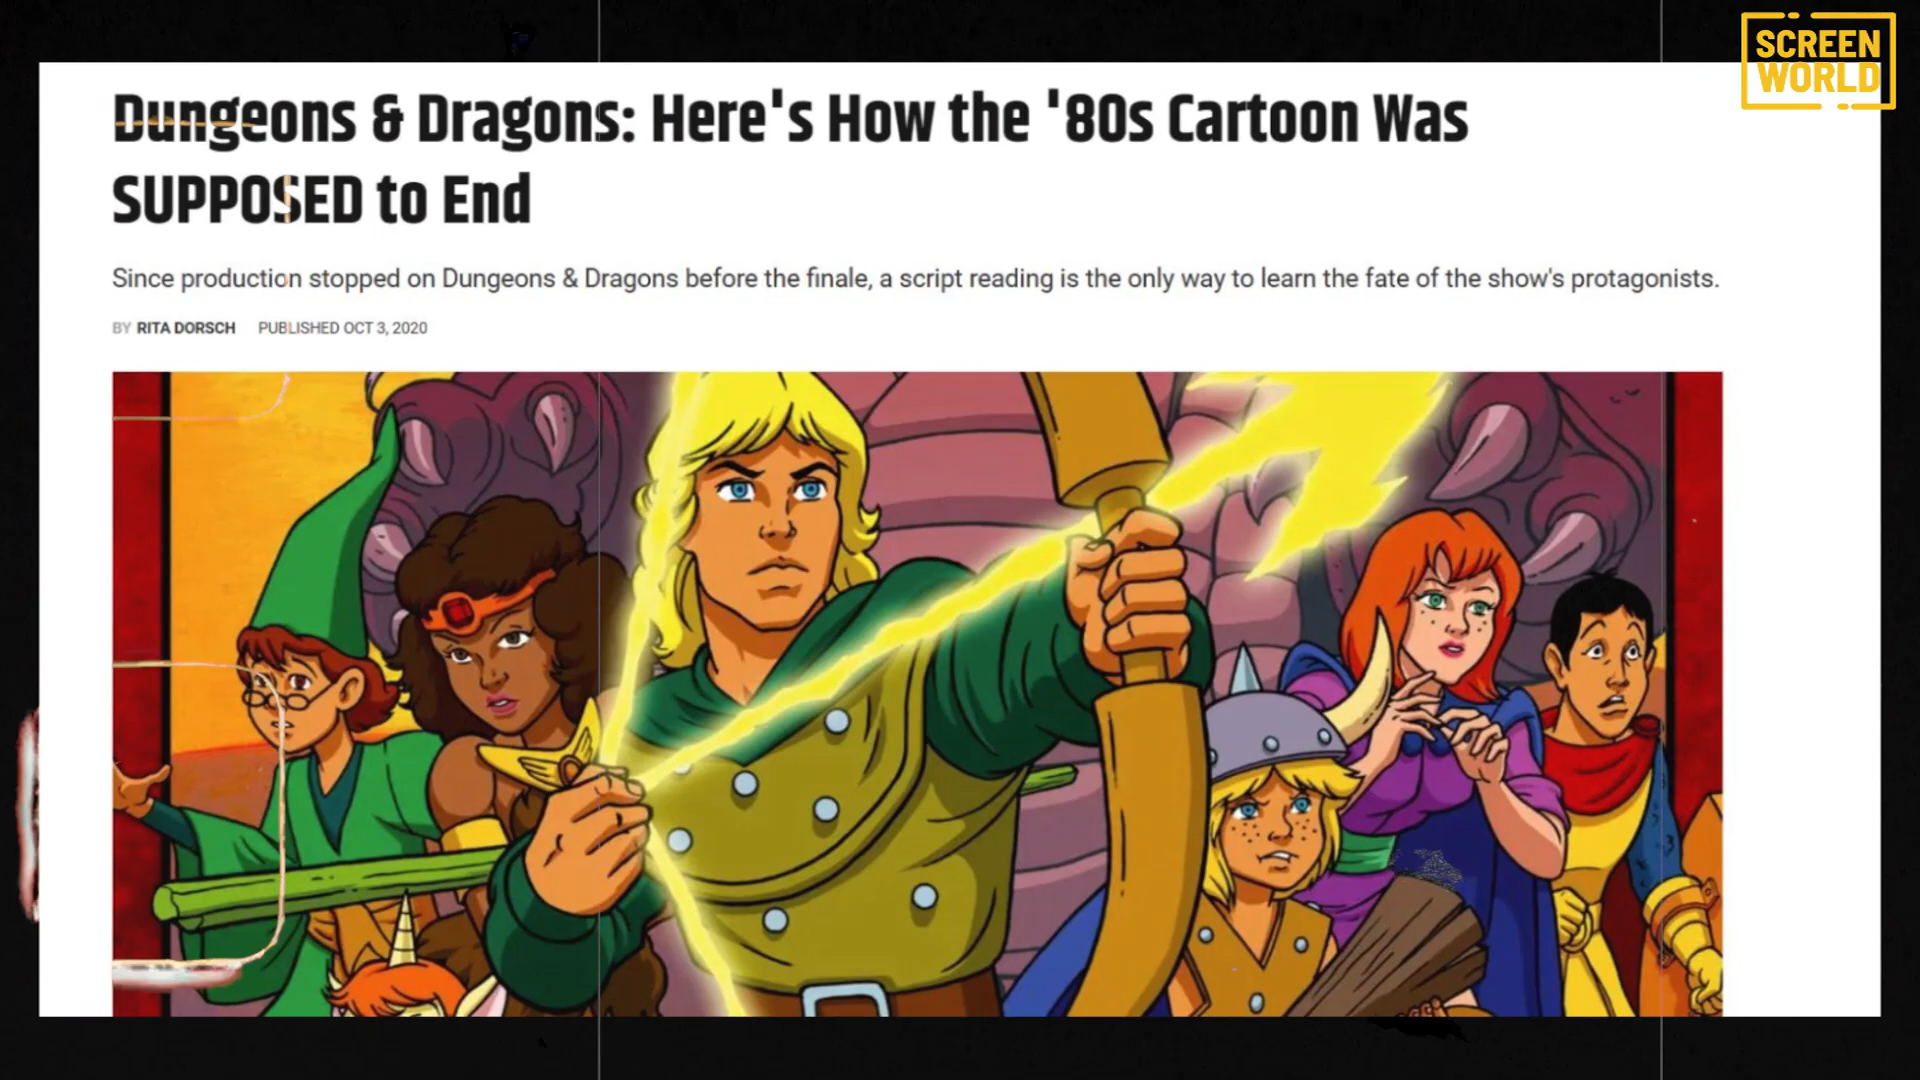 SCREEN
WORLD
Dungeons & Dragons: Here's How the '80s Cartoon Was
SUPPOSED to End
Since production stopped on Dungeons & Dragons before the finale, a script reading is the only way to learn the fate of the show's protagonists.
BY RITA DORSCH PUBLISHED OCT 3, 2020